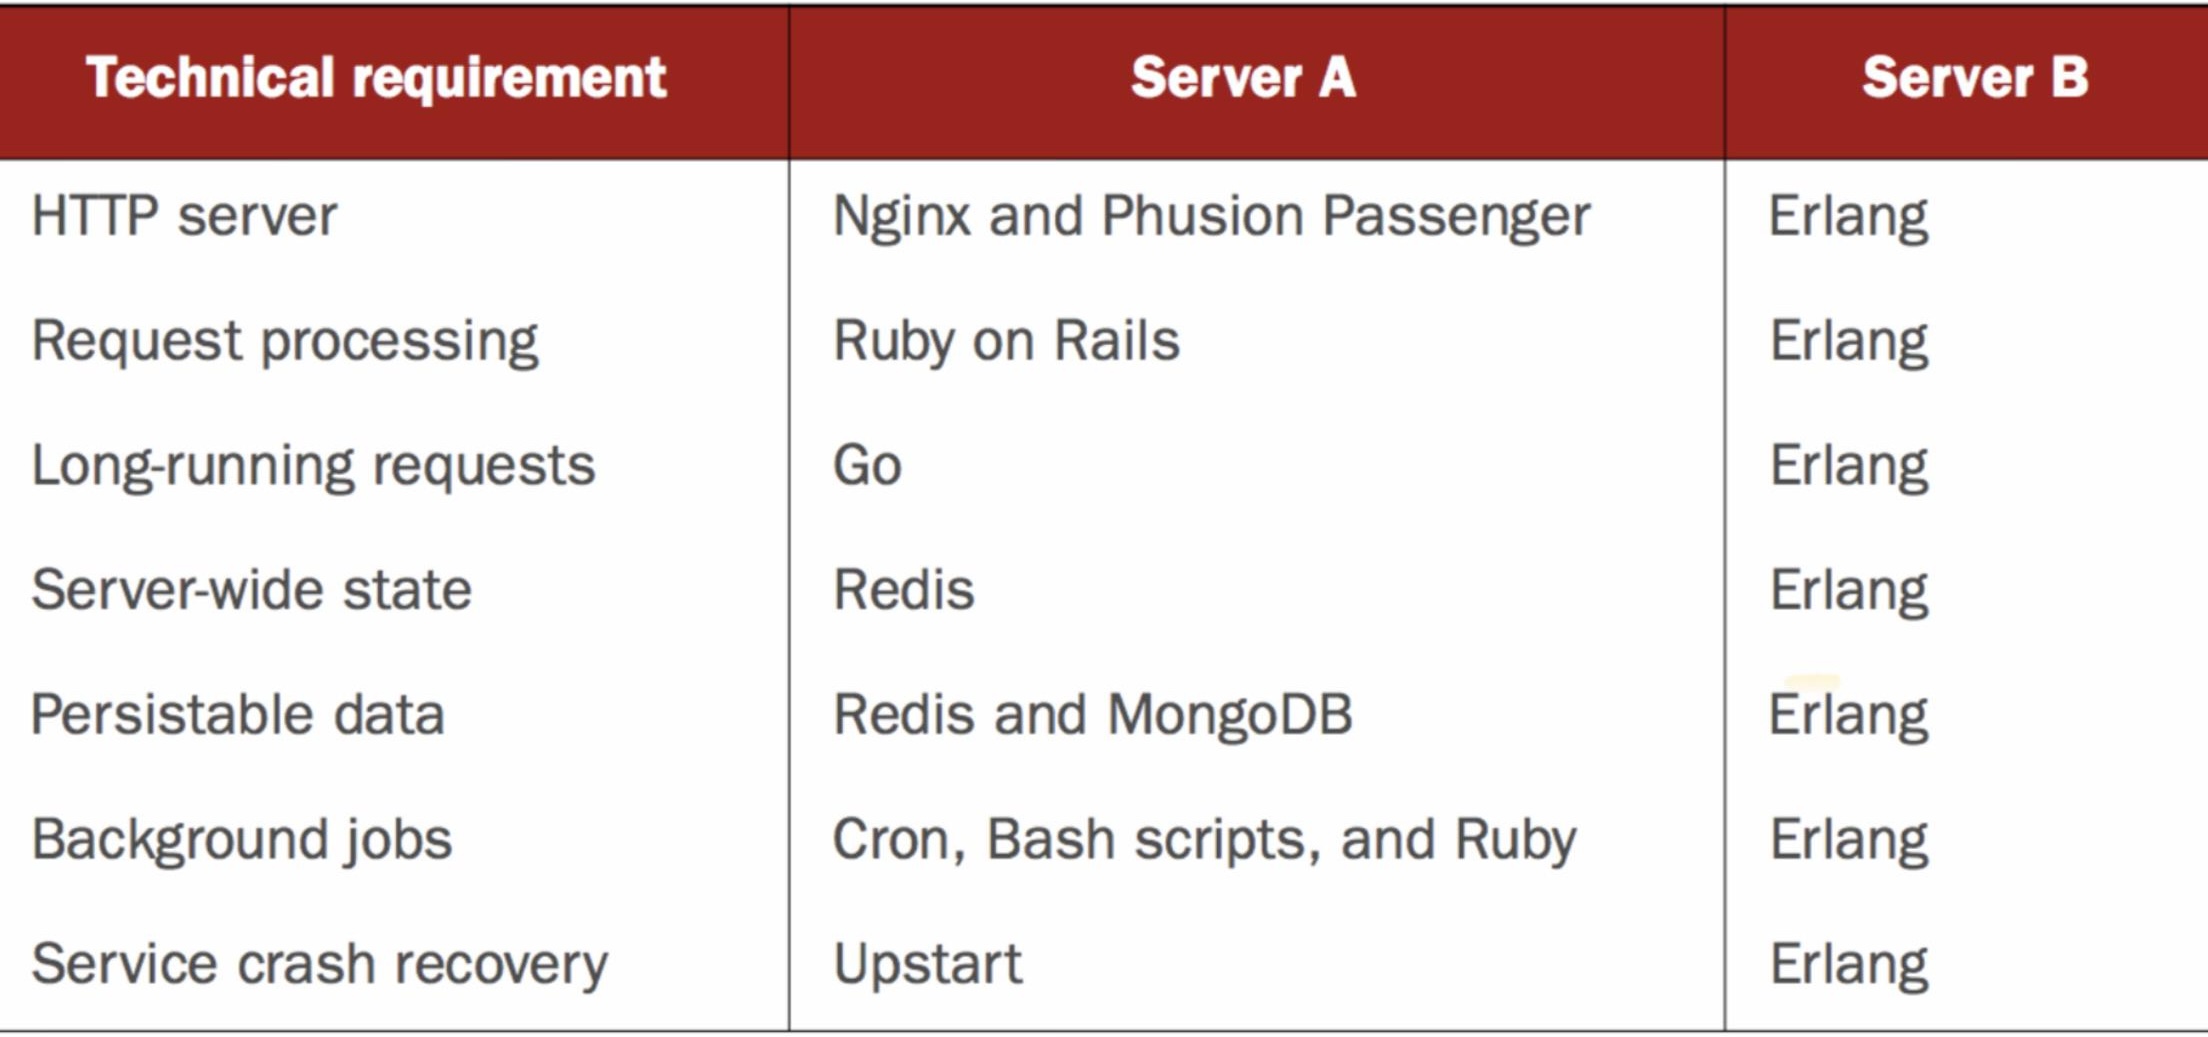 Technical requirement Server A Server B
HTTP server Nginx and Phusion Passenger Erlang
Request processing Ruby on Rails Erlang
Long-running requests Go Erlang
Server-wide state Redis Erlang
Persistable data Redis and MongoDB Erlang
Background jobs Cron, Bash scripts, and Ruby Erlang
Service crash recovery Upstart Erlang